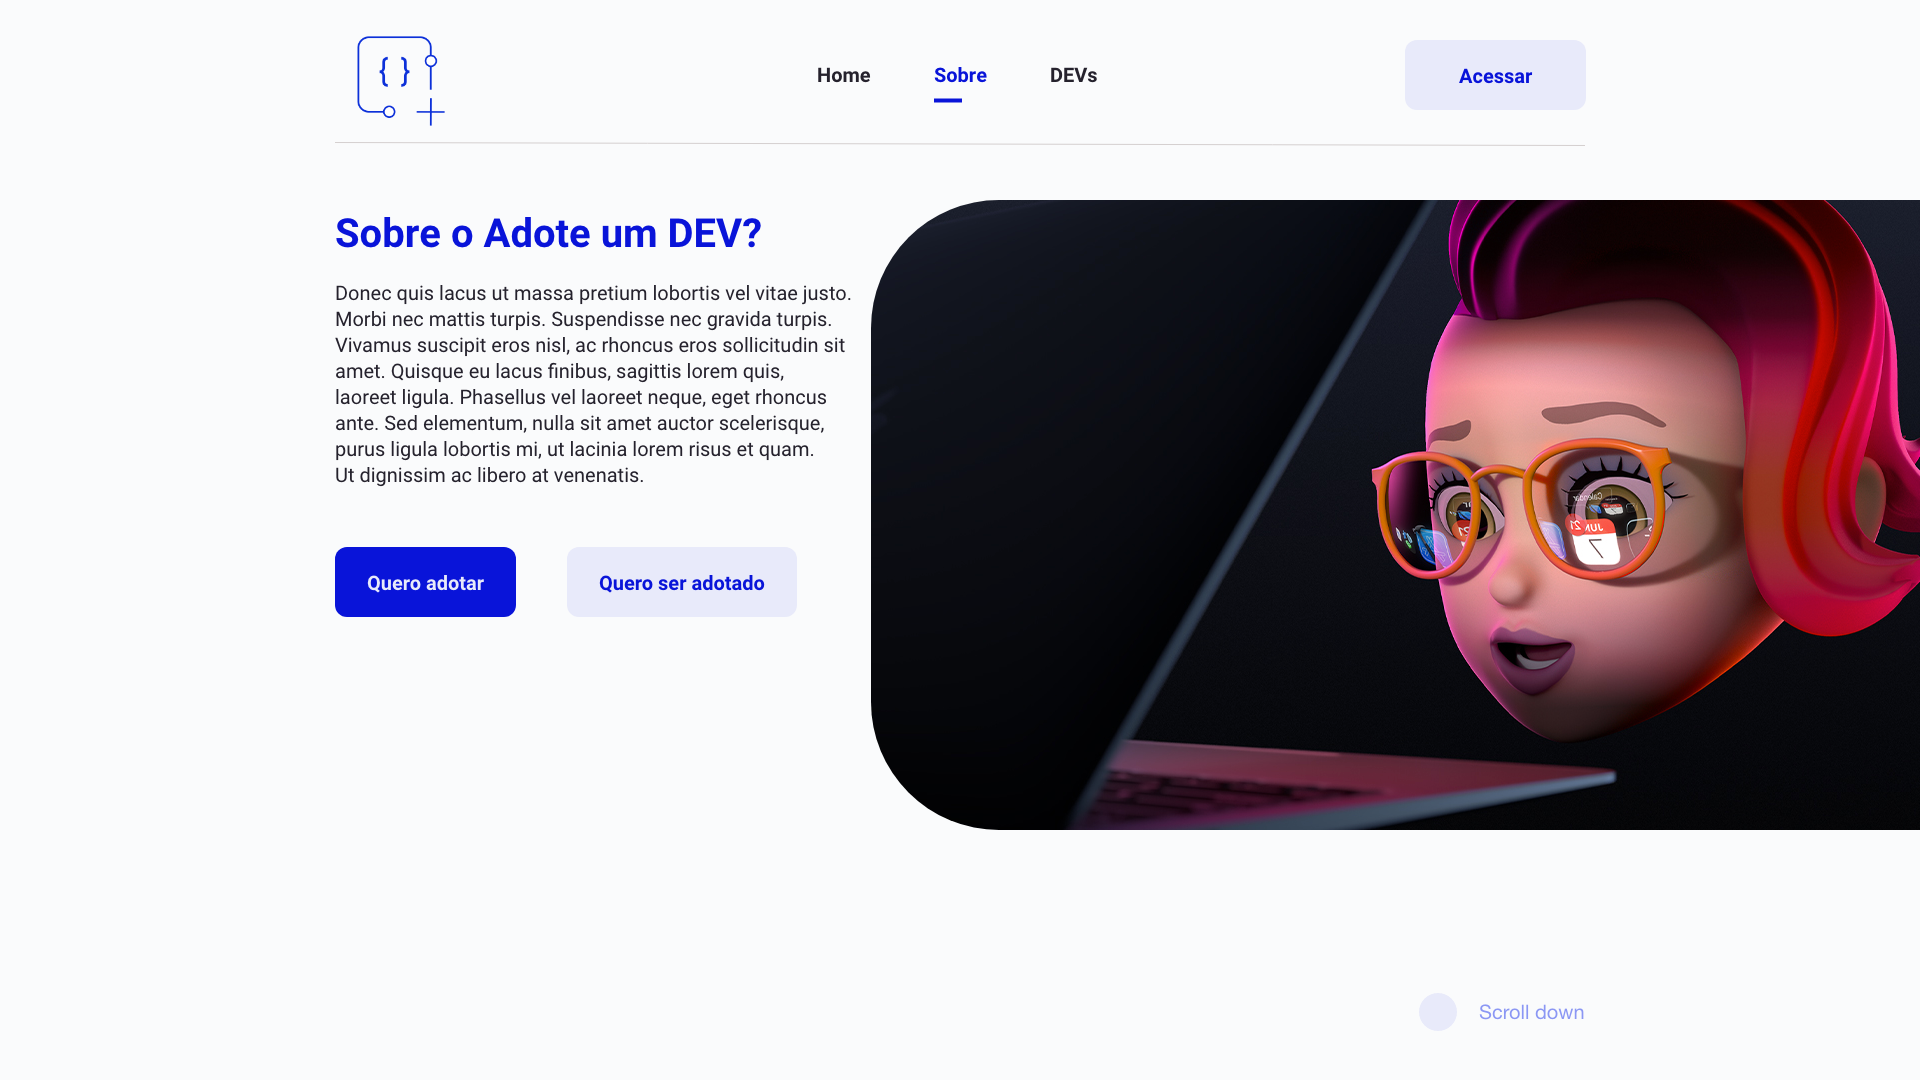 { }
Home
Sobre
DEVs
Acessar
Sobre o Adote um DEV?
Donec quis lacus ut massa pretium lobortis vel vitae justo.
Morbi nec mattis turpis. Suspendisse nec gravida turpis.
Vivamus suscipit eros nisl, ac rhoncus eros sollicitudin sit
amet. Quisque eu lacus finibus, sagittis lorem quis,
laoreet ligula. Phasellus vel laoreet neque, eget rhoncus
ante. Sed elementum, nulla sit amet auctor scelerisque,
purus ligula lobortis mi, ut lacinia lorem risus et quam.
Ut dignissim ac libero at venenatis.
Quero adotar
Quero ser adotado
Calendar
JUN
21
7
Scroll down